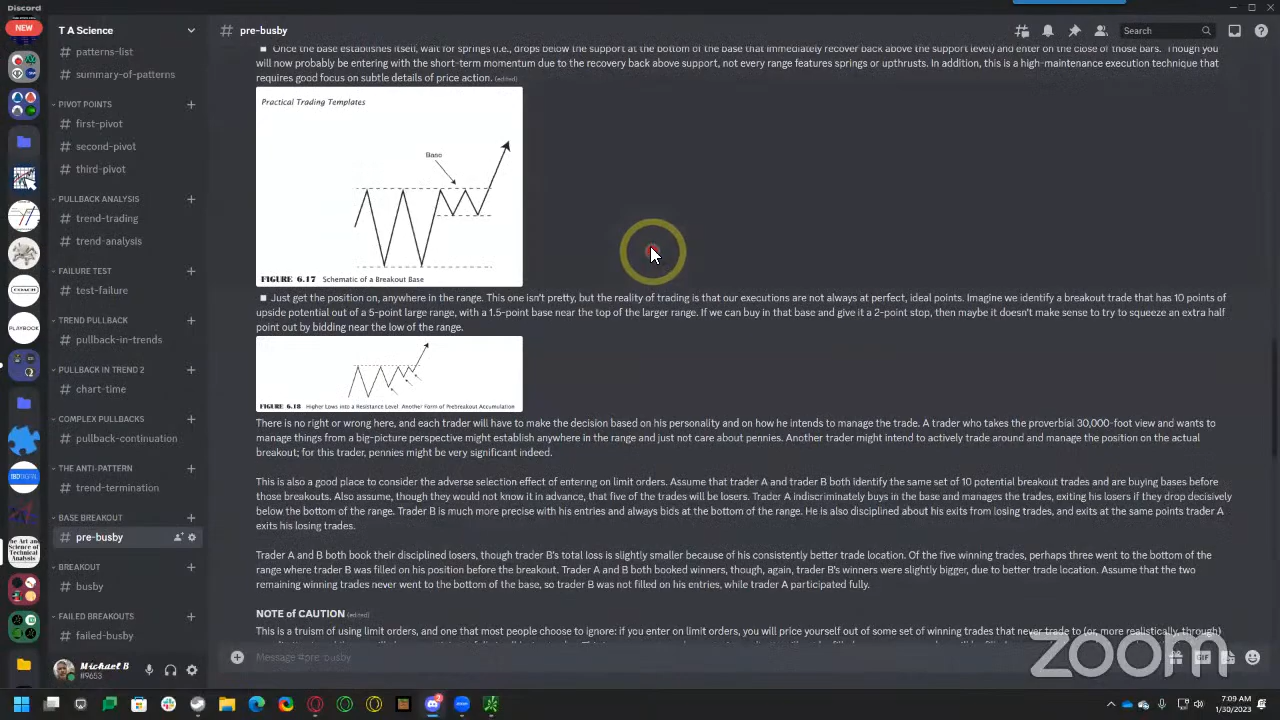 Discord
NEW
T A Science
# pre-busby
Search
# patterns-list
# summary-of-patterns
PIVOT POINTS
# first-pivot
# second-pivot
# third-pivot
PULLBACK ANALYSIS
# trend-trading
# trend-analysis
FAILURE TEST
# test-failure
TREND PULLBACK
# pullback-in-trends
PULLBACK IN TREND 2
# chart-time
COMPLEX PULLBACKS
# pullback-continuation
THE ANTI-PATTERN
# trend-termination
BASE BREAKOUT
# pre-busby
BREAKOUT
# busby
FAILED BREAKOUTS
# failed-busby
COACH
PLAYBOOK
The Art and
Science of
Technical
Analysis
Michael B
#9653
Once the base establishes itself, wait for springs (i.e., drops below the support at the bottom of the base that immediately recover back above the support level) and enter on the close of those bars. Though you
will now probably be entering with the short-term momentum due to the recovery back above support, not every range features springs or upthrusts. In addition, this is a high-maintenance execution technique that
requires good focus on subtle details of price action. (edited)
Practical Trading Templates
Base
FIGURE 6.17 Schematic of a Breakout Base
Just get the position on, anywhere in the range. This one isn't pretty, but the reality of trading is that our executions are not always at perfect, ideal points. Imagine we identify a breakout trade that has 10 points of
upside potential out of a 5-point large range, with a 1.5-point base near the top of the larger range. If we can buy in that base and give it a 2-point stop, then maybe it doesn't make sense to try to squeeze an extra half
point out by bidding near the low of the range.
FIGURE 6.18 Higher Lows into a Resistance Level: Another Form of Prebreakout Accumulation
There is no right or wrong here, and each trader will have to make the decision based on his personality and on how he intends to manage the trade. A trader who takes the proverbial 30,000-foot view and wants to
manage things from a big-picture perspective might establish anywhere in the range and just not care about pennies. Another trader might intend to actively trade around and manage the position on the actual
breakout; for this trader, pennies might be very significant indeed.
This is also a good place to consider the adverse selection effect of entering on limit orders. Assume that trader A and trader B both identify the same set of 10 potential breakout trades and are buying bases before
those breakouts. Also assume, though they would not know it in advance, that five of the trades will be losers. Trader A indiscriminately buys in the base and manages the trades, exiting his losers if they drop decisively
below the bottom of the range. Trader B is much more precise with his entries and always bids at the bottom of the range. He is also disciplined about his exits from losing trades, and exits at the same points trader A
exits his losing trades.
Trader A and B both book their disciplined losers, though trader B's total loss is slightly smaller because of his consistently better trade location. Of the five winning trades, perhaps three went to the bottom of the
range where trader B was filled on his position before the breakout. Trader A and B both booked winners, though, again, trader B's winners were slightly bigger, due to better trade location. Assume that the two
remaining winning trades never went to the bottom of the base, so trader B was not filled on his entries, while trader A participated fully.
NOTE of CAUTION (edited)
This is a truism of using limit orders, and one that most people choose to ignore: if you enter on limit orders, you will price yourself out of some set of winning trades that never trade to (or, more realistically, through)
Message #pre-busby
zoom
GIF
7:09 AM
1/30/2023